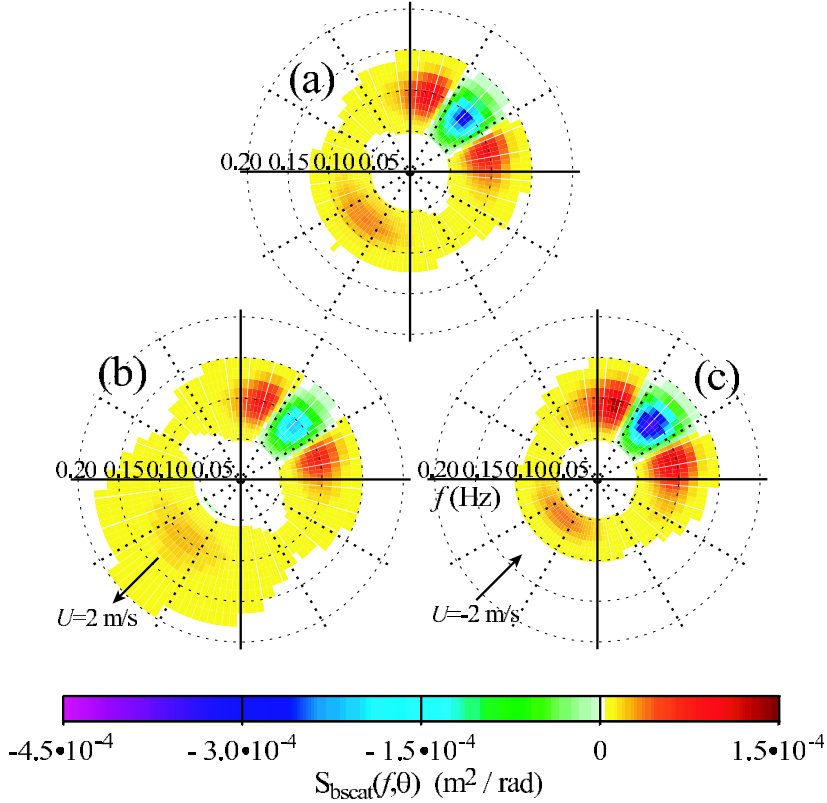 (a)
0.20 0.15 0.10 0.05
(b)
(c)
0.20 0.15 0.10 0.05
0.20 0.15 0.10 0.05
f (Hz)
U=2 m/s
U=-2 m/s
-4.5•10⁻⁴ -3.0•10⁻⁴ -1.5•10⁻⁴ 0 1.5•10⁻⁴
S_bscat(f,θ) (m² / rad)